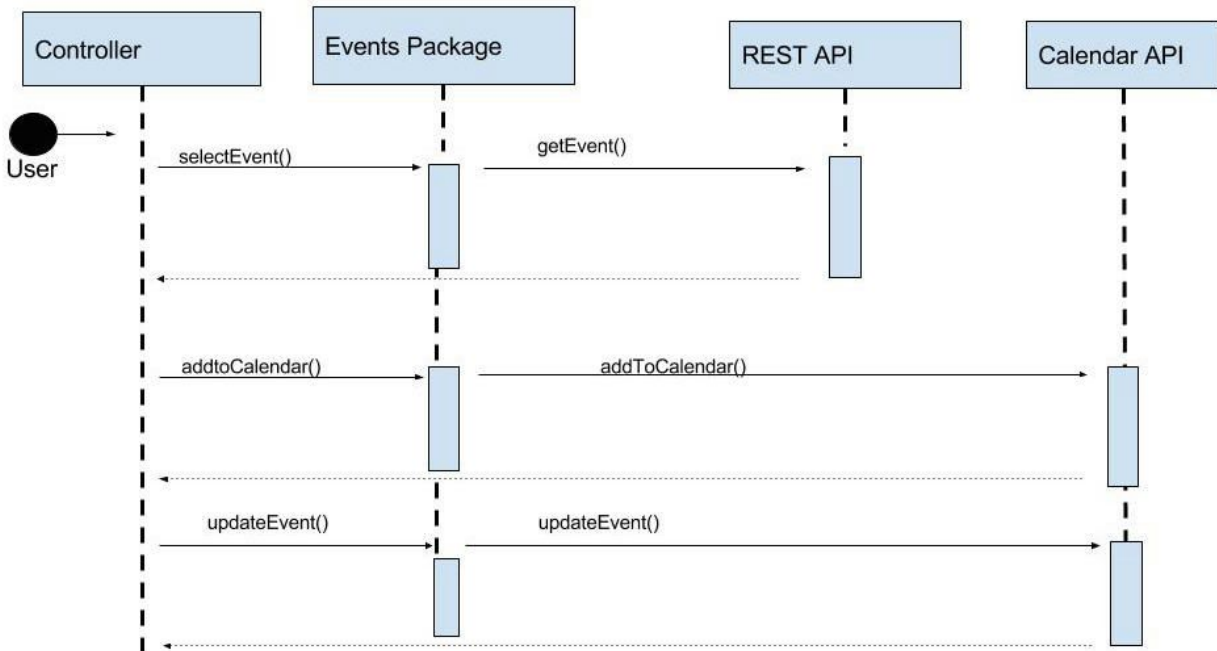 Controller
Events Package
REST API
Calendar API
User
selectEvent()
getEvent()
addtoCalendar()
addToCalendar()
updateEvent()
updateEvent()